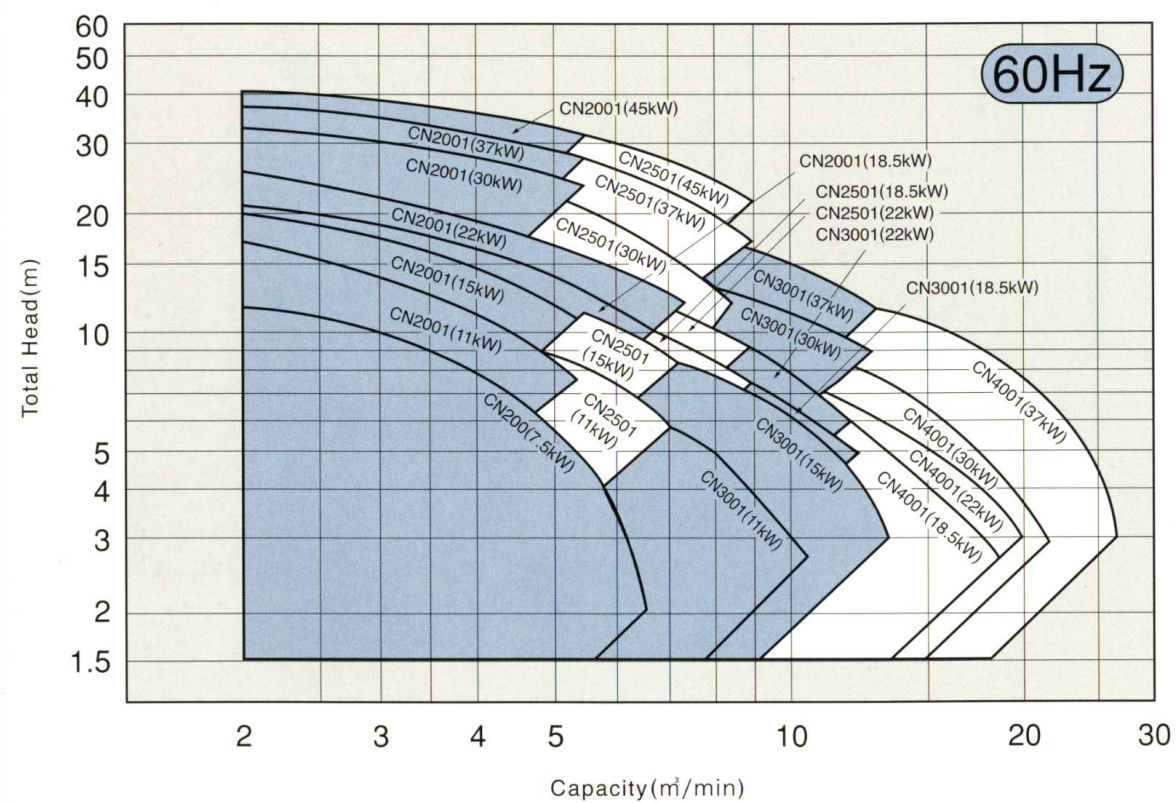 60Hz
60
50
40
30
20
15
10
5
4
3
2
1.5
Total Head(m)
CN2001(45kW)
CN2001(37kW)
CN2001(30kW)
CN2001(22kW)
CN2001(15kW)
CN2001(11kW)
CN200(7.5kW)
CN2501(45kW)
CN2501(37kW)
CN2501(30kW)
CN2501
(15kW)
CN2501
(11kW)
CN2001(18.5kW)
CN2501(18.5kW)
CN2501(22kW)
CN3001(22kW)
CN3001(18.5kW)
CN3001(37kW)
CN3001(30kW)
CN3001(15kW)
CN3001(11kW)
CN4001(37kW)
CN4001(30kW)
CN4001(22kW)
CN4001(18.5kW)
2
3
4
5
10
20
30
Capacity(m³/min)